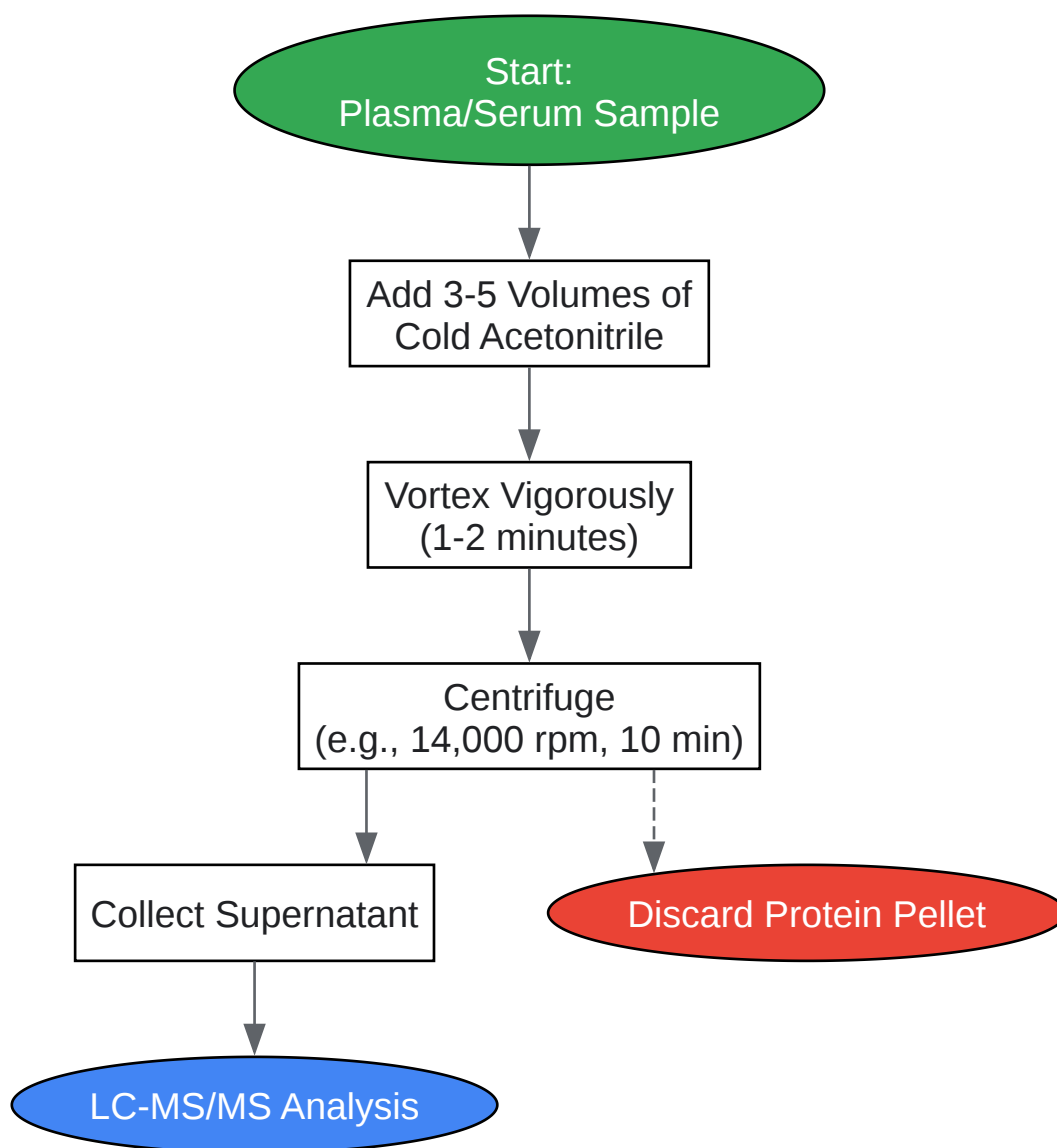 Start:
Plasma/Serum Sample
Add 3-5 Volumes of
Cold Acetonitrile
Vortex Vigorously
(1-2 minutes)
Centrifuge
(e.g., 14,000 rpm, 10 min)
Collect Supernatant
Discard Protein Pellet
LC-MS/MS Analysis